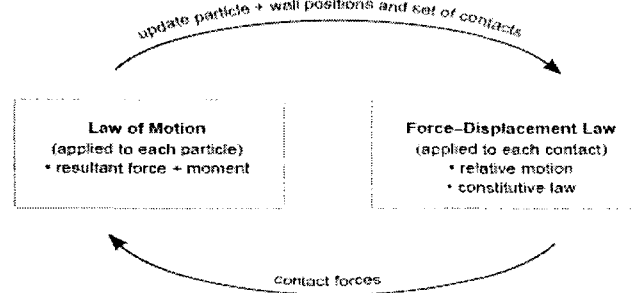 update particle + wall positions and set of contacts
Law of Motion
(applied to each particle)
• resultant force + moment
Force–Displacement Law
(applied to each contact)
• relative motion
• constitutive law
contact forces